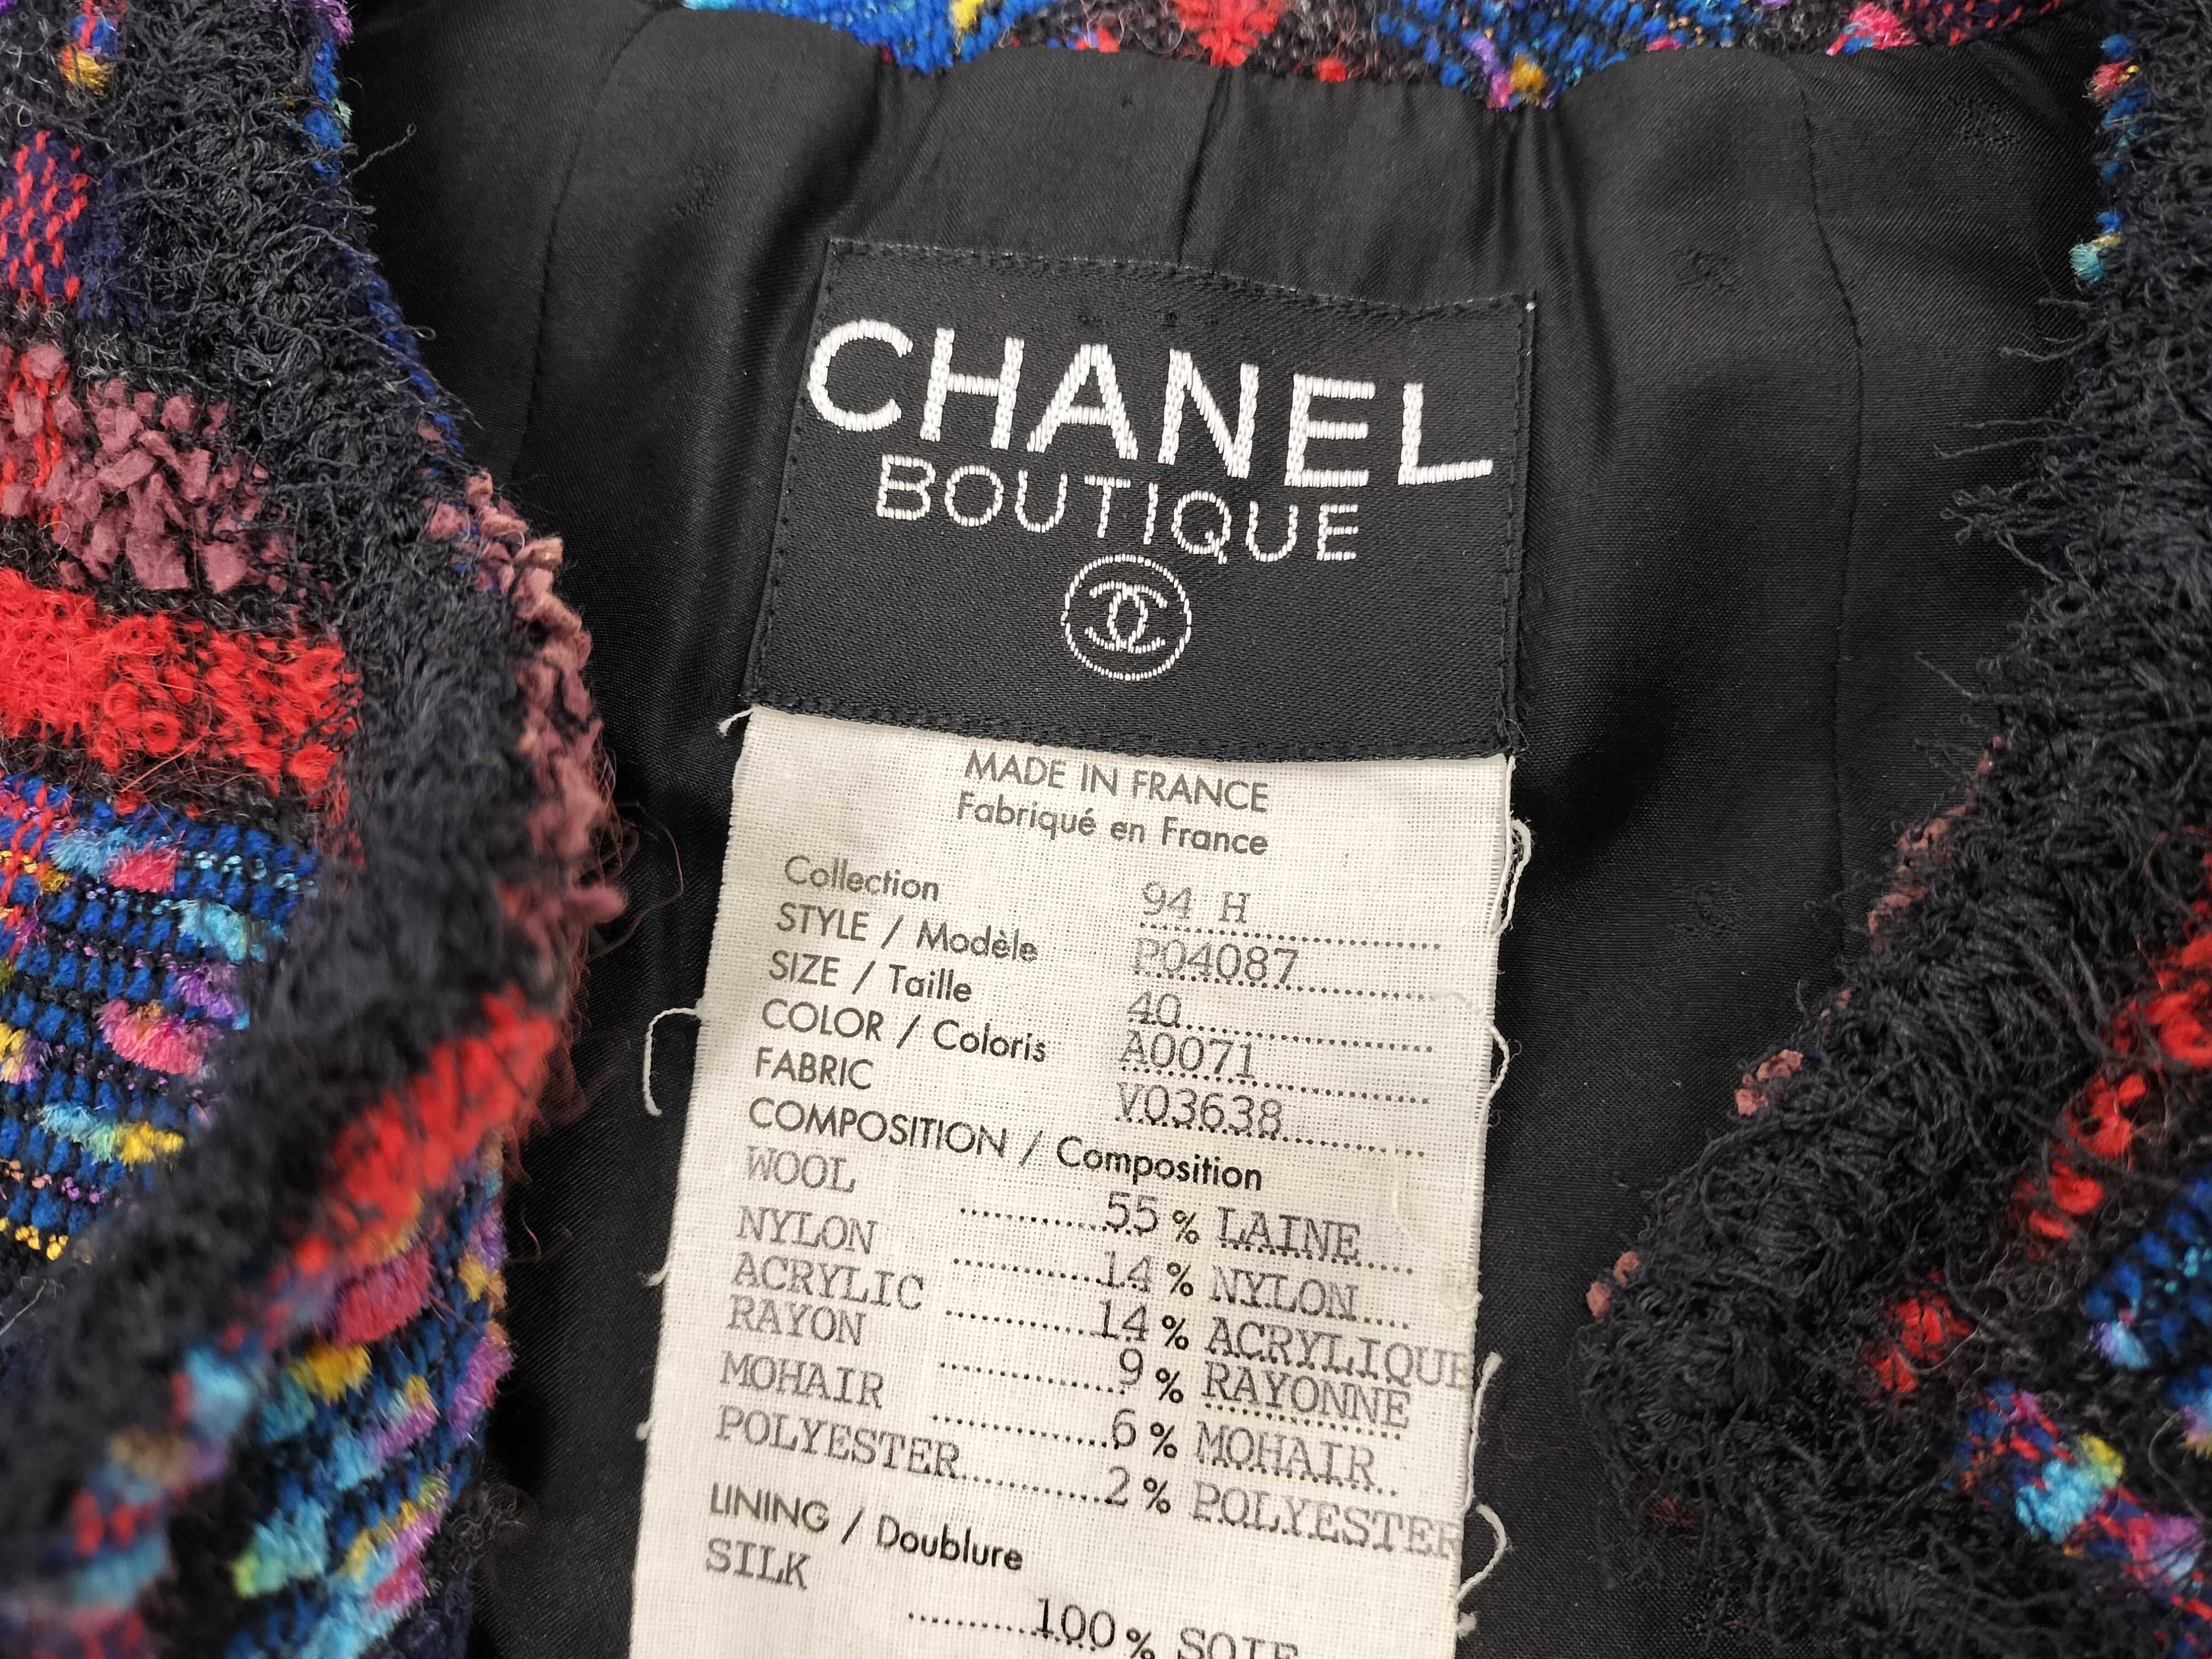 CHANEL
BOUTIQUE
MADE IN FRANCE
Fabriqué en France
Collection 94 H
STYLE / Modèle P04087
SIZE / Taille 40
COLOR / Coloris A0071
FABRIC V03638
COMPOSITION / Composition
WOOL 55 % LAINE
NYLON 14 % NYLON
ACRYLIC 14 % ACRYLIQUE
RAYON 9 % RAYONNE
MOHAIR 6 % MOHAIR
POLYESTER 2 % POLYESTER
LINING / Doublure
SILK 100 % SOIE